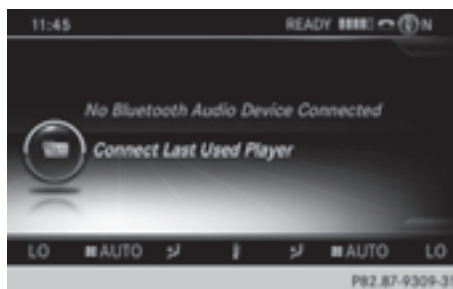 11:45 READY N
No Bluetooth Audio Device Connected
Connect Last Used Player
LO AUTO AUTO LO
P82.87-9309-31